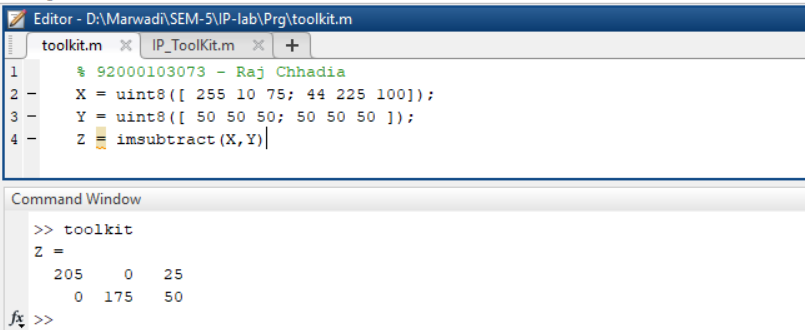 Editor - D:\Marwadi\SEM-5\IP-lab\Prg\toolkit.m
toolkit.m × IP_ToolKit.m × +
1 % 92000103073 - Raj Chhadia
2 - X = uint8([ 255 10 75; 44 225 100]);
3 - Y = uint8([ 50 50 50; 50 50 50 ]);
4 - Z = imsubtract(X,Y)
Command Window
>> toolkit
Z =
205 0 25
0 175 50
fx >>